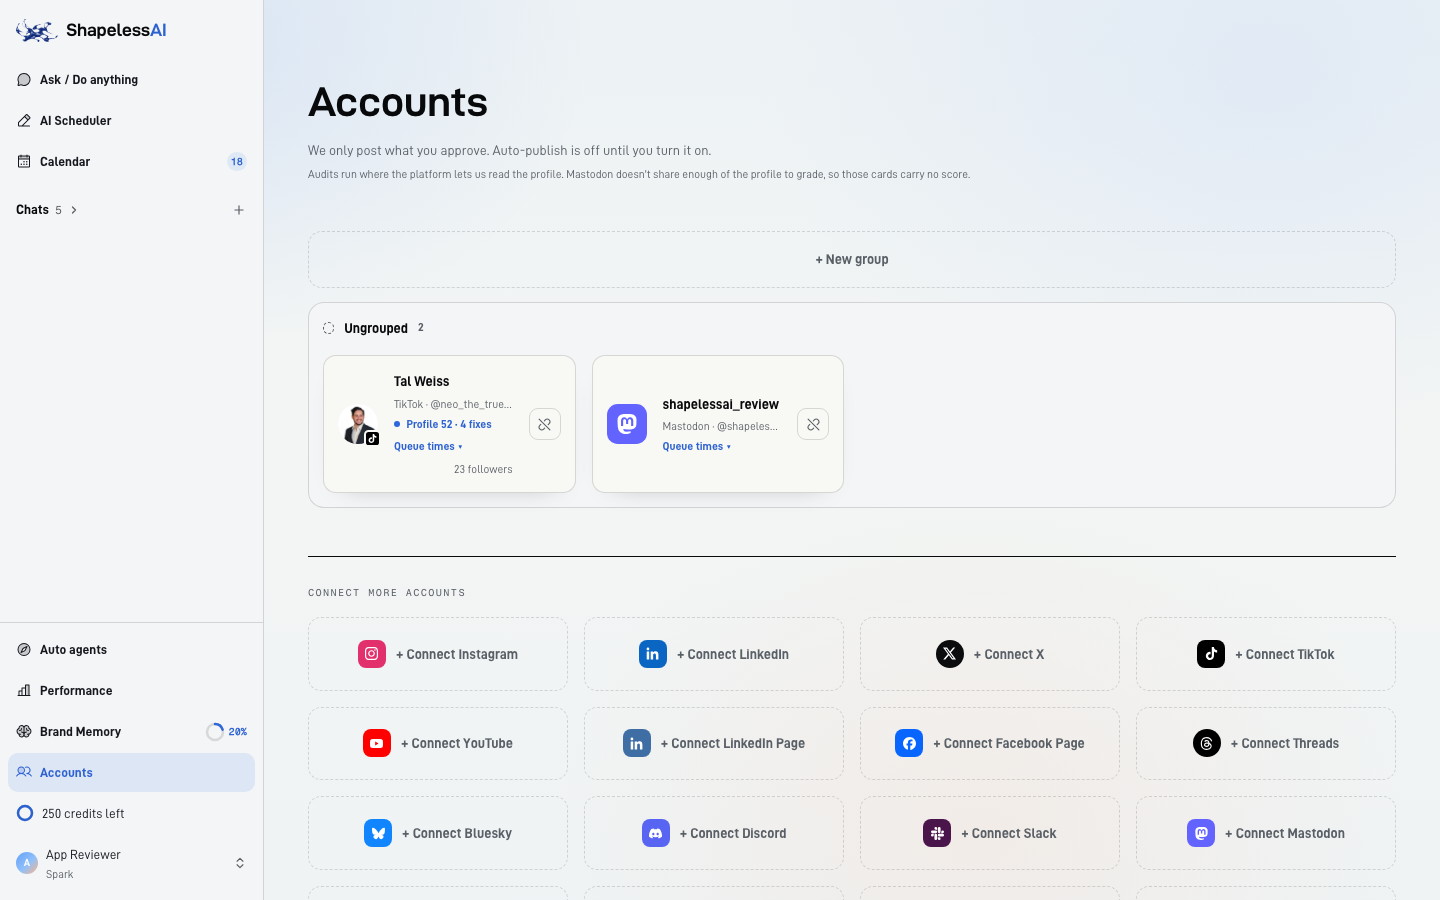 ShapelessAI
Ask / Do anything
AI Scheduler
Calendar 18
Chats 5
Auto agents
Performance
Brand Memory 20%
Accounts
250 credits left
A App Reviewer
Spark
Accounts
We only post what you approve. Auto-publish is off until you turn it on.
Audits run where the platform lets us read the profile. Mastodon doesn't share enough of the profile to grade, so those cards carry no score.
+ New group
Ungrouped 2
Tal Weiss
TikTok · @neo_the_true...
Profile 52 · 4 fixes
Queue times
23 followers
shapelessai_review
Mastodon · @shapeles...
Queue times
CONNECT MORE ACCOUNTS
+ Connect Instagram
+ Connect LinkedIn
+ Connect X
+ Connect TikTok
+ Connect YouTube
+ Connect LinkedIn Page
+ Connect Facebook Page
+ Connect Threads
+ Connect Bluesky
+ Connect Discord
+ Connect Slack
+ Connect Mastodon